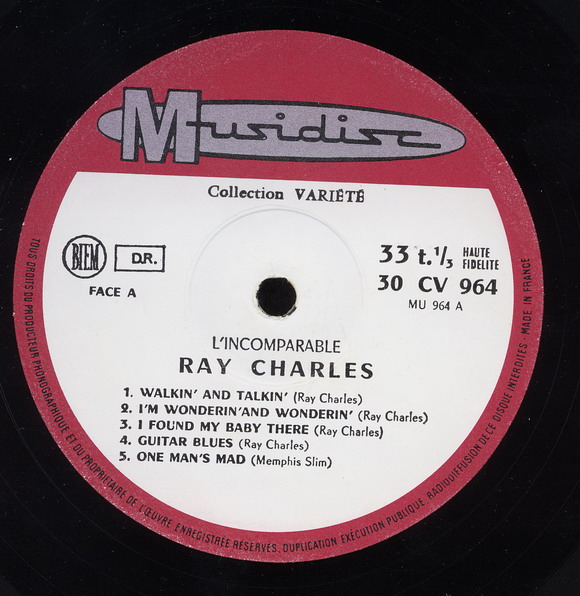 Musidisc
Collection VARIÉTÉ
BIEM
D.R.
FACE A
33 t.1/3
HAUTE
FIDELITE
30 CV 964
MU 964 A
L'INCOMPARABLE
RAY CHARLES
1. WALKIN' AND TALKIN' (Ray Charles)
2. I'M WONDERIN'AND WONDERIN' (Ray Charles)
3. I FOUND MY BABY THERE (Ray Charles)
4. GUITAR BLUES (Ray Charles)
5. ONE MAN'S MAD (Memphis Slim)
TOUS DROITS DU PRODUCTEUR PHONOGRAPHIQUE ET DU PROPRIETAIRE DE L'ŒUVRE ENREGISTRÉE RÉSERVÉS. DUPLICATION EXÉCUTION PUBLIQUE RADIODIFFUSION DE CE DISQUE INTERDITES - MADE IN FRANCE